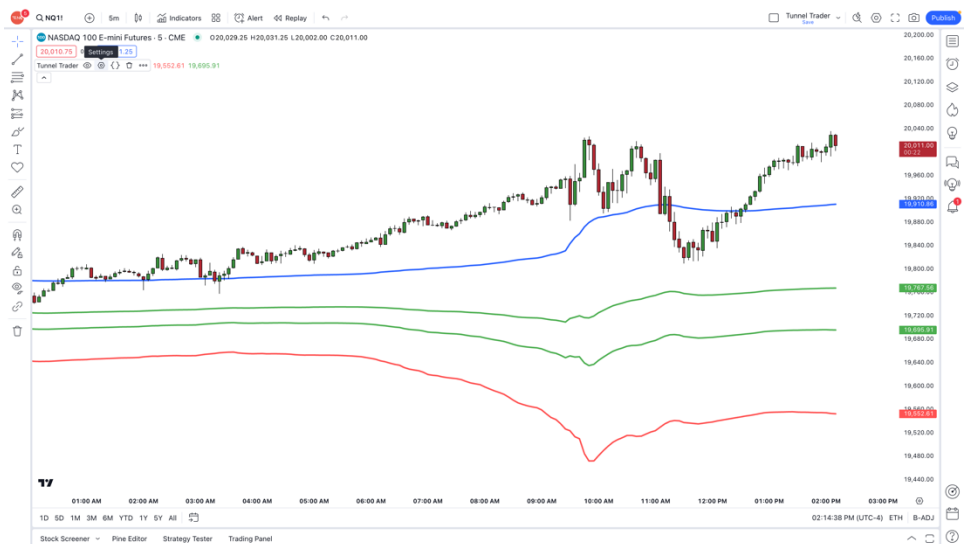 NQ1!
5m
Indicators
Alert
Replay
Tunnel Trader
Save
Publish
NASDAQ 100 E-mini Futures · 5 · CME
O20,029.25 H20,031.25 L20,002.00 C20,011.00
20,010.75
1.25
Settings
Tunnel Trader
19,552.61 19,695.91
20,200.00
20,160.00
20,120.00
20,080.00
20,040.00
20,011.00
00:22
19,960.00
19,920.00
19,910.86
19,880.00
19,840.00
19,800.00
19,767.56
19,720.00
19,695.91
19,680.00
19,640.00
19,600.00
19,552.61
19,520.00
19,480.00
19,440.00
01:00 AM 02:00 AM 03:00 AM 04:00 AM 05:00 AM 06:00 AM 07:00 AM 08:00 AM 09:00 AM 10:00 AM 11:00 AM 12:00 PM 01:00 PM 02:00 PM 03:00 PM
1D 5D 1M 3M 6M YTD 1Y 5Y All
02:14:38 PM (UTC-4) ETH B-ADJ
Stock Screener Pine Editor Strategy Tester Trading Panel